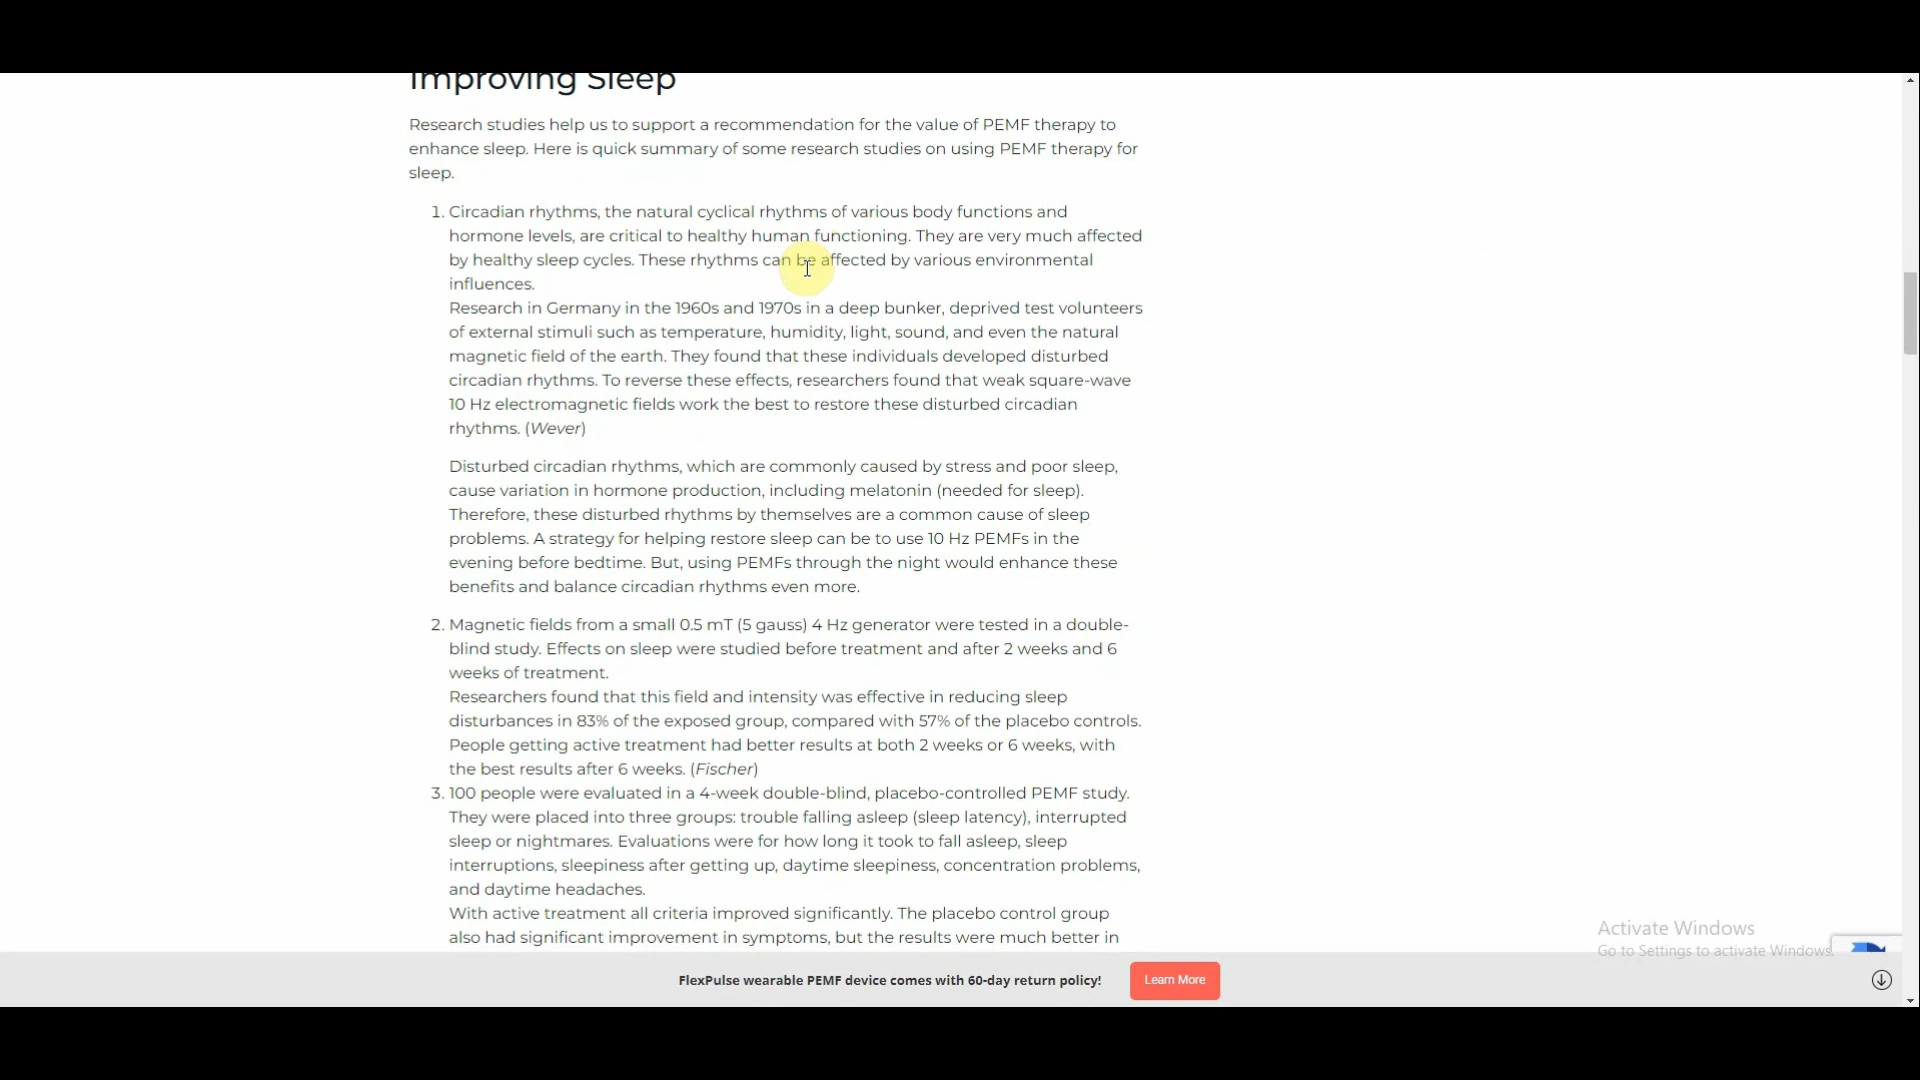 Improving Sleep
Research studies help us to support a recommendation for the value of PEMF therapy to
enhance sleep. Here is quick summary of some research studies on using PEMF therapy for
sleep.
1. Circadian rhythms, the natural cyclical rhythms of various body functions and
hormone levels, are critical to healthy human functioning. They are very much affected
by healthy sleep cycles. These rhythms can be affected by various environmental
influences.
Research in Germany in the 1960s and 1970s in a deep bunker, deprived test volunteers
of external stimuli such as temperature, humidity, light, sound, and even the natural
magnetic field of the earth. They found that these individuals developed disturbed
circadian rhythms. To reverse these effects, researchers found that weak square-wave
10 Hz electromagnetic fields work the best to restore these disturbed circadian
rhythms. (Wever)
Disturbed circadian rhythms, which are commonly caused by stress and poor sleep,
cause variation in hormone production, including melatonin (needed for sleep).
Therefore, these disturbed rhythms by themselves are a common cause of sleep
problems. A strategy for helping restore sleep can be to use 10 Hz PEMFs in the
evening before bedtime. But, using PEMFs through the night would enhance these
benefits and balance circadian rhythms even more.
2. Magnetic fields from a small 0.5 mT (5 gauss) 4 Hz generator were tested in a double-
blind study. Effects on sleep were studied before treatment and after 2 weeks and 6
weeks of treatment.
Researchers found that this field and intensity was effective in reducing sleep
disturbances in 83% of the exposed group, compared with 57% of the placebo controls.
People getting active treatment had better results at both 2 weeks or 6 weeks, with
the best results after 6 weeks. (Fischer)
3. 100 people were evaluated in a 4-week double-blind, placebo-controlled PEMF study.
They were placed into three groups: trouble falling asleep (sleep latency), interrupted
sleep or nightmares. Evaluations were for how long it took to fall asleep, sleep
interruptions, sleepiness after getting up, daytime sleepiness, concentration problems,
and daytime headaches.
With active treatment all criteria improved significantly. The placebo control group
also had significant improvement in symptoms, but the results were much better in
Activate Windows
Go to Settings to activate Windows.
FlexPulse wearable PEMF device comes with 60-day return policy!
Learn More